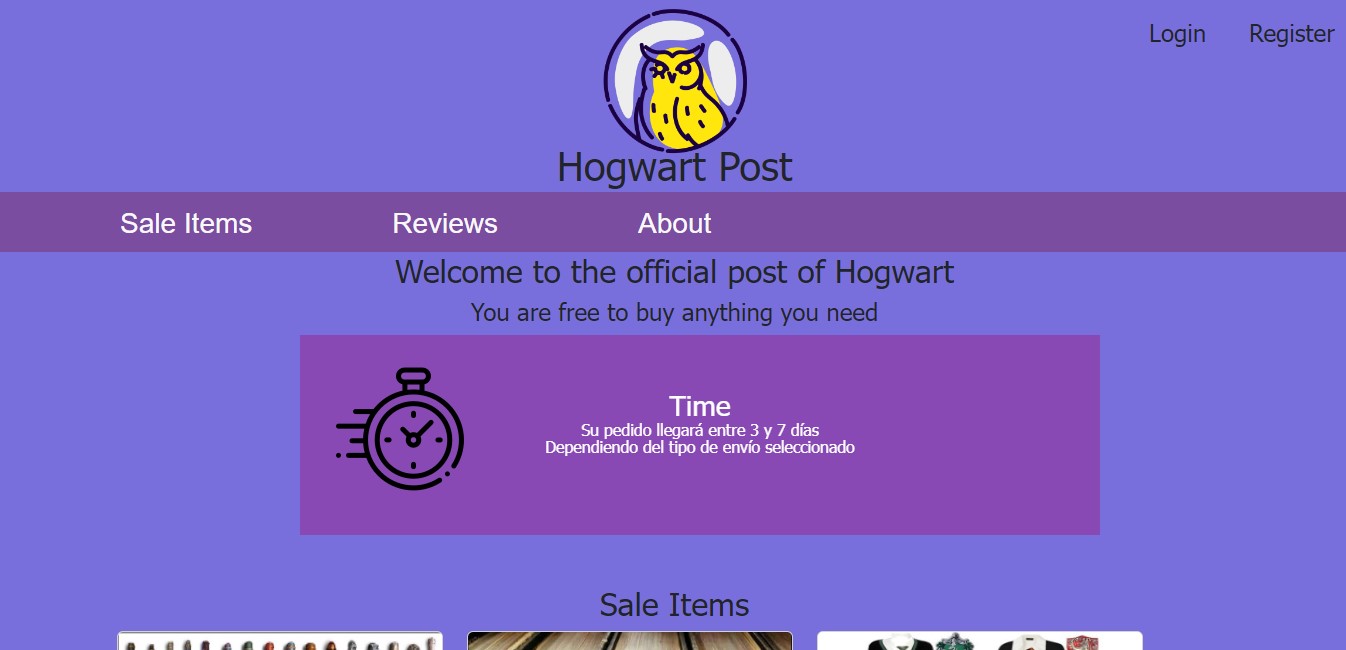 Login Register
Hogwart Post
Sale Items Reviews About
Welcome to the official post of Hogwart
You are free to buy anything you need
Time
Su pedido llegará entre 3 y 7 días
Dependiendo del tipo de envío seleccionado
Sale Items